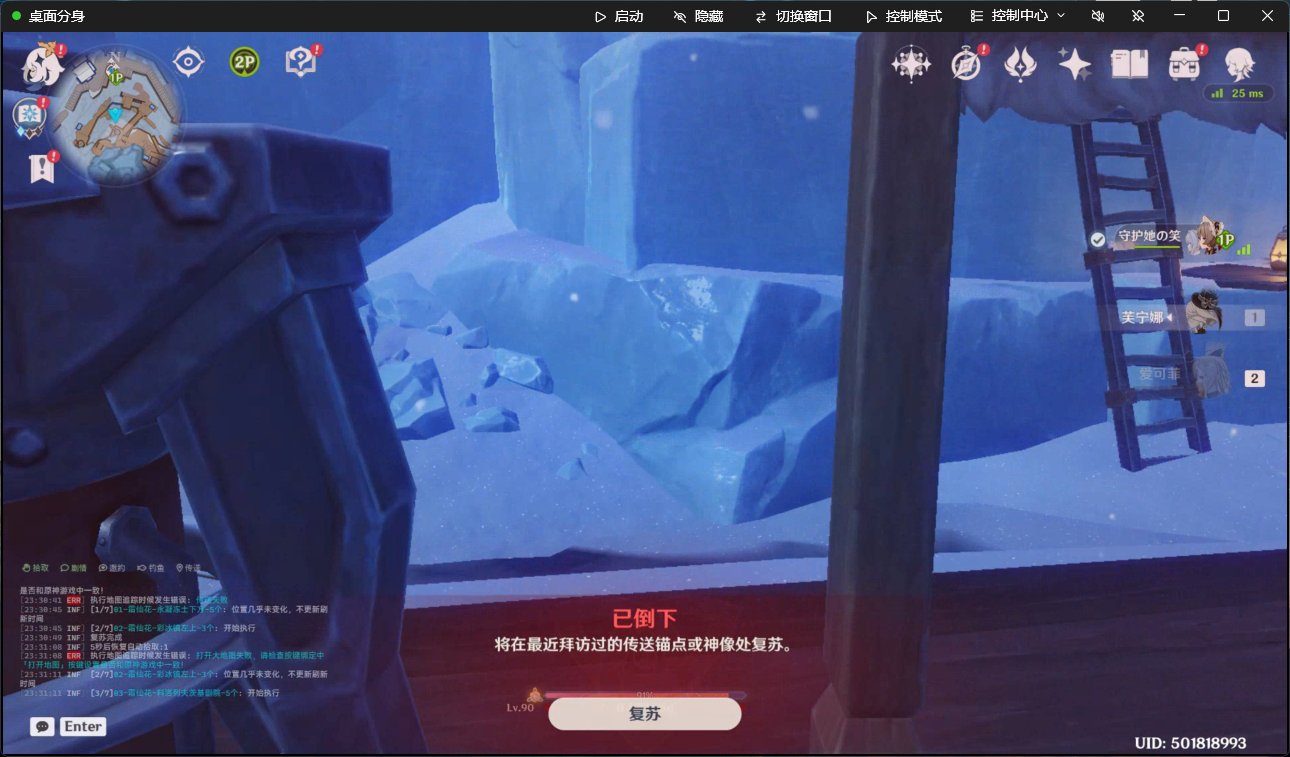 桌面分身
启动
隐藏
切换窗口
控制模式
控制中心
1P
2P
25 ms
守护她の笑
1P
芙宁娜
1
爱可菲
2
拾取
剧情
邀约
钓鱼
传送
是否和原神游戏中一致!
[23:30:41 ERR] 执行地图追踪时候发生错误: 传送失败
[23:30:45 INF] [1/7]01-霜仙花-永凝冻土下方-5个: 位置几乎未变化，不更新刷
新时间
[23:30:45 INF] [2/7]02-霜仙花-彩冰镇左上-3个: 开始执行
[23:30:49 INF] 复苏完成
[23:31:08 INF] 5秒后恢复自动拾取:1
[23:31:08 ERR] 执行地图追踪时候发生错误: 打开大地图失败，请检查按键绑定中
「打开地图」按键设置是否和原神游戏中一致!
[23:31:11 INF] [2/7]02-霜仙花-彩冰镇左上-3个: 位置几乎未变化，不更新刷新
时间
[23:31:11 INF] [3/7]03-霜仙花-科洛列夫茨暴剧院-5个: 开始执行
Enter
已倒下
将在最近拜访过的传送锚点或神像处复苏。
91%
Lv.90
复苏
UID: 501818993